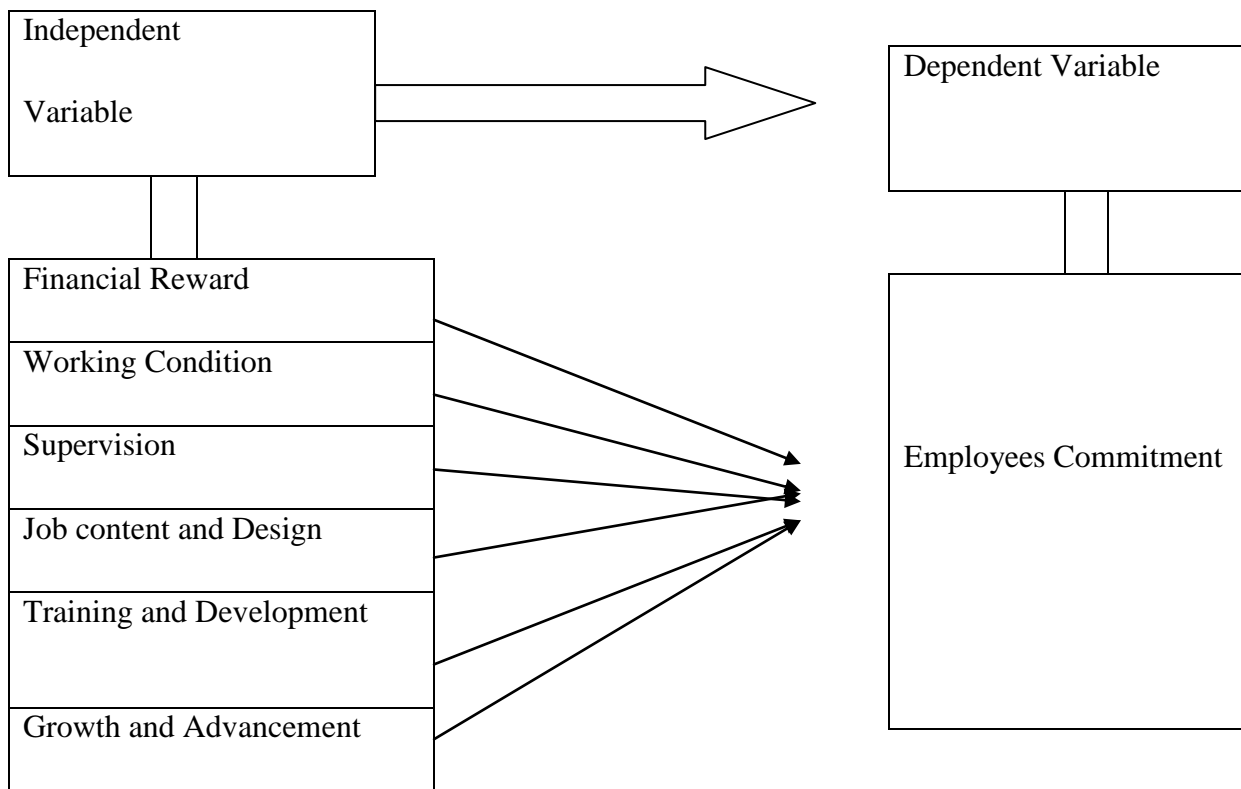 Independent
Variable
Dependent Variable
Financial Reward
Working Condition
Supervision
Job content and Design
Training and Development
Growth and Advancement
Employees Commitment